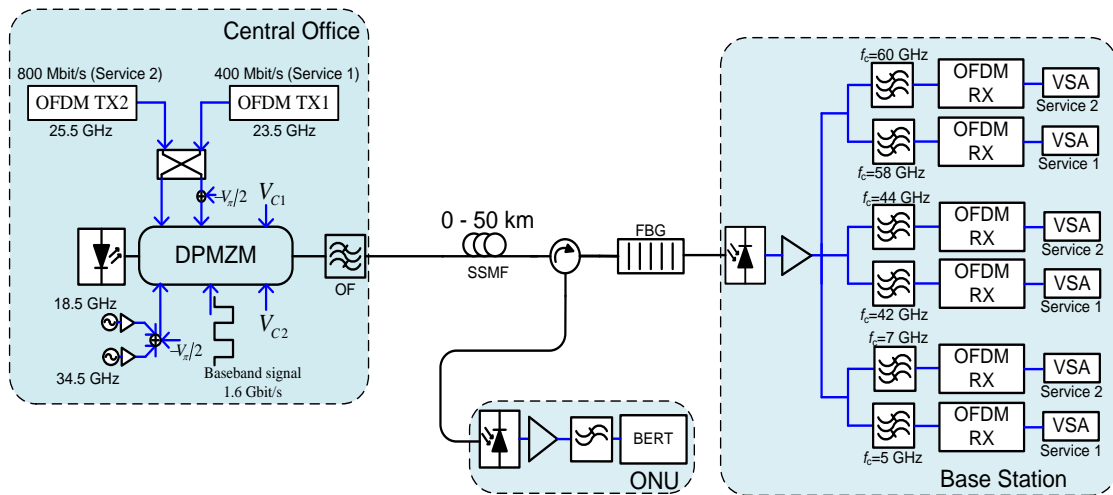 Central Office
800 Mbit/s (Service 2)
400 Mbit/s (Service 1)
OFDM TX2
OFDM TX1
25.5 GHz
23.5 GHz
-Vπ/2
VC1
DPMZM
OF
18.5 GHz
34.5 GHz
-Vπ/2
VC2
Baseband signal
1.6 Gbit/s
0 - 50 km
SSMF
FBG
BERT
ONU
fc=60 GHz
OFDM
RX
VSA
Service 2
fc=58 GHz
OFDM
RX
VSA
Service 1
fc=44 GHz
OFDM
RX
VSA
Service 2
fc=42 GHz
OFDM
RX
VSA
Service 1
fc=7 GHz
OFDM
RX
VSA
Service 2
fc=5 GHz
OFDM
RX
VSA
Service 1
Base Station